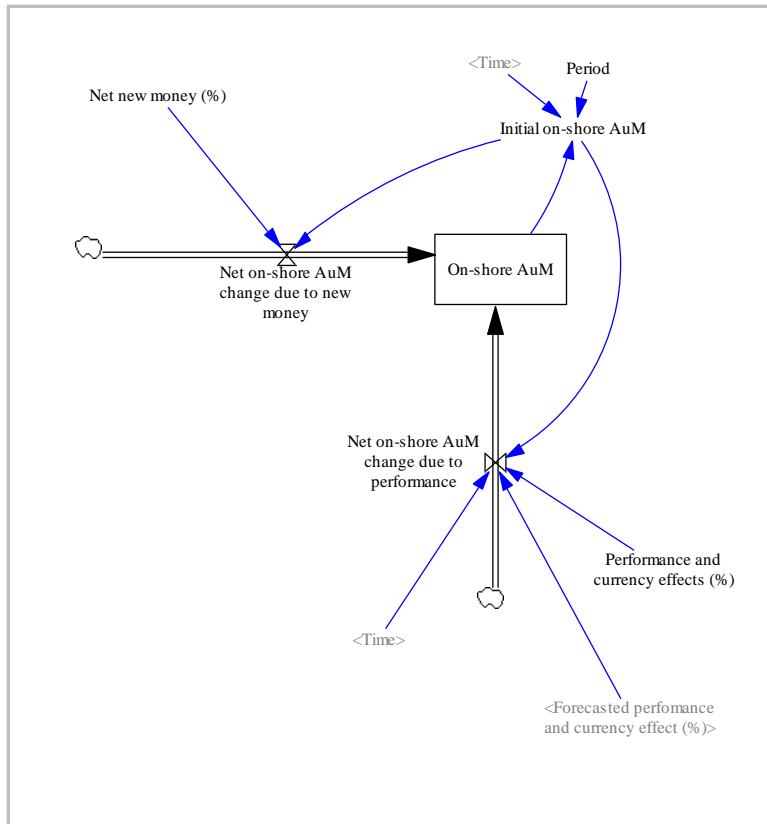 <Time>
Period
Net new money (%)
Initial on-shore AuM
On-shore AuM
Net on-shore AuM
change due to new
money
Net on-shore AuM
change due to
performance
Performance and
currency effects (%)
<Time>
<Forecasted perfomance
and currency effect (%)>